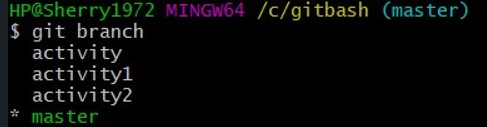 HP@Sherry1972 MINGW64 /c/gitbash (master)
$ git branch
  activity
  activity1
  activity2
* master